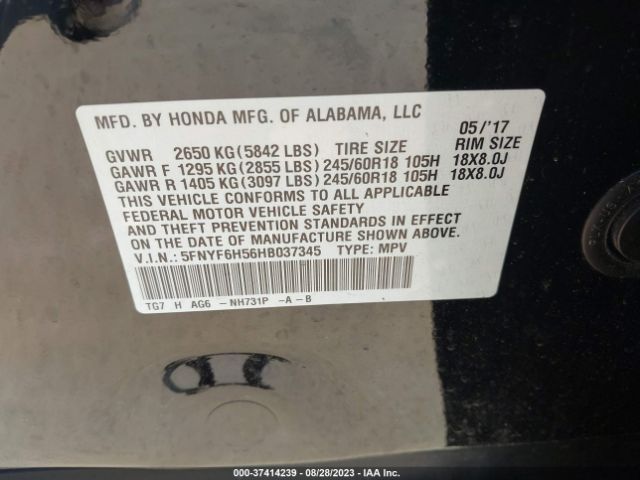 MFD. BY HONDA MFG. OF ALABAMA, LLC 05/'17
GVWR 2650 KG(5842 LBS) TIRE SIZE RIM SIZE
GAWR F 1295 KG(2855 LBS)245/60R18 105H 18X8.0J
GAWR R 1405 KG(3097 LBS)245/60R18 105H 18X8.0J
THIS VEHICLE CONFORMS TO ALL APPLICABLE
FEDERAL MOTOR VEHICLE SAFETY
AND THEFT PREVENTION STANDARDS IN EFFECT
ON THE DATE OF MANUFACTURE SHOWN ABOVE.
V.I.N.: 5FNYF6H56HB037345 TYPE: MPV
TG7 H AG6 - NH731P -A-B
000-37414239 - 08/28/2023 - IAA Inc.